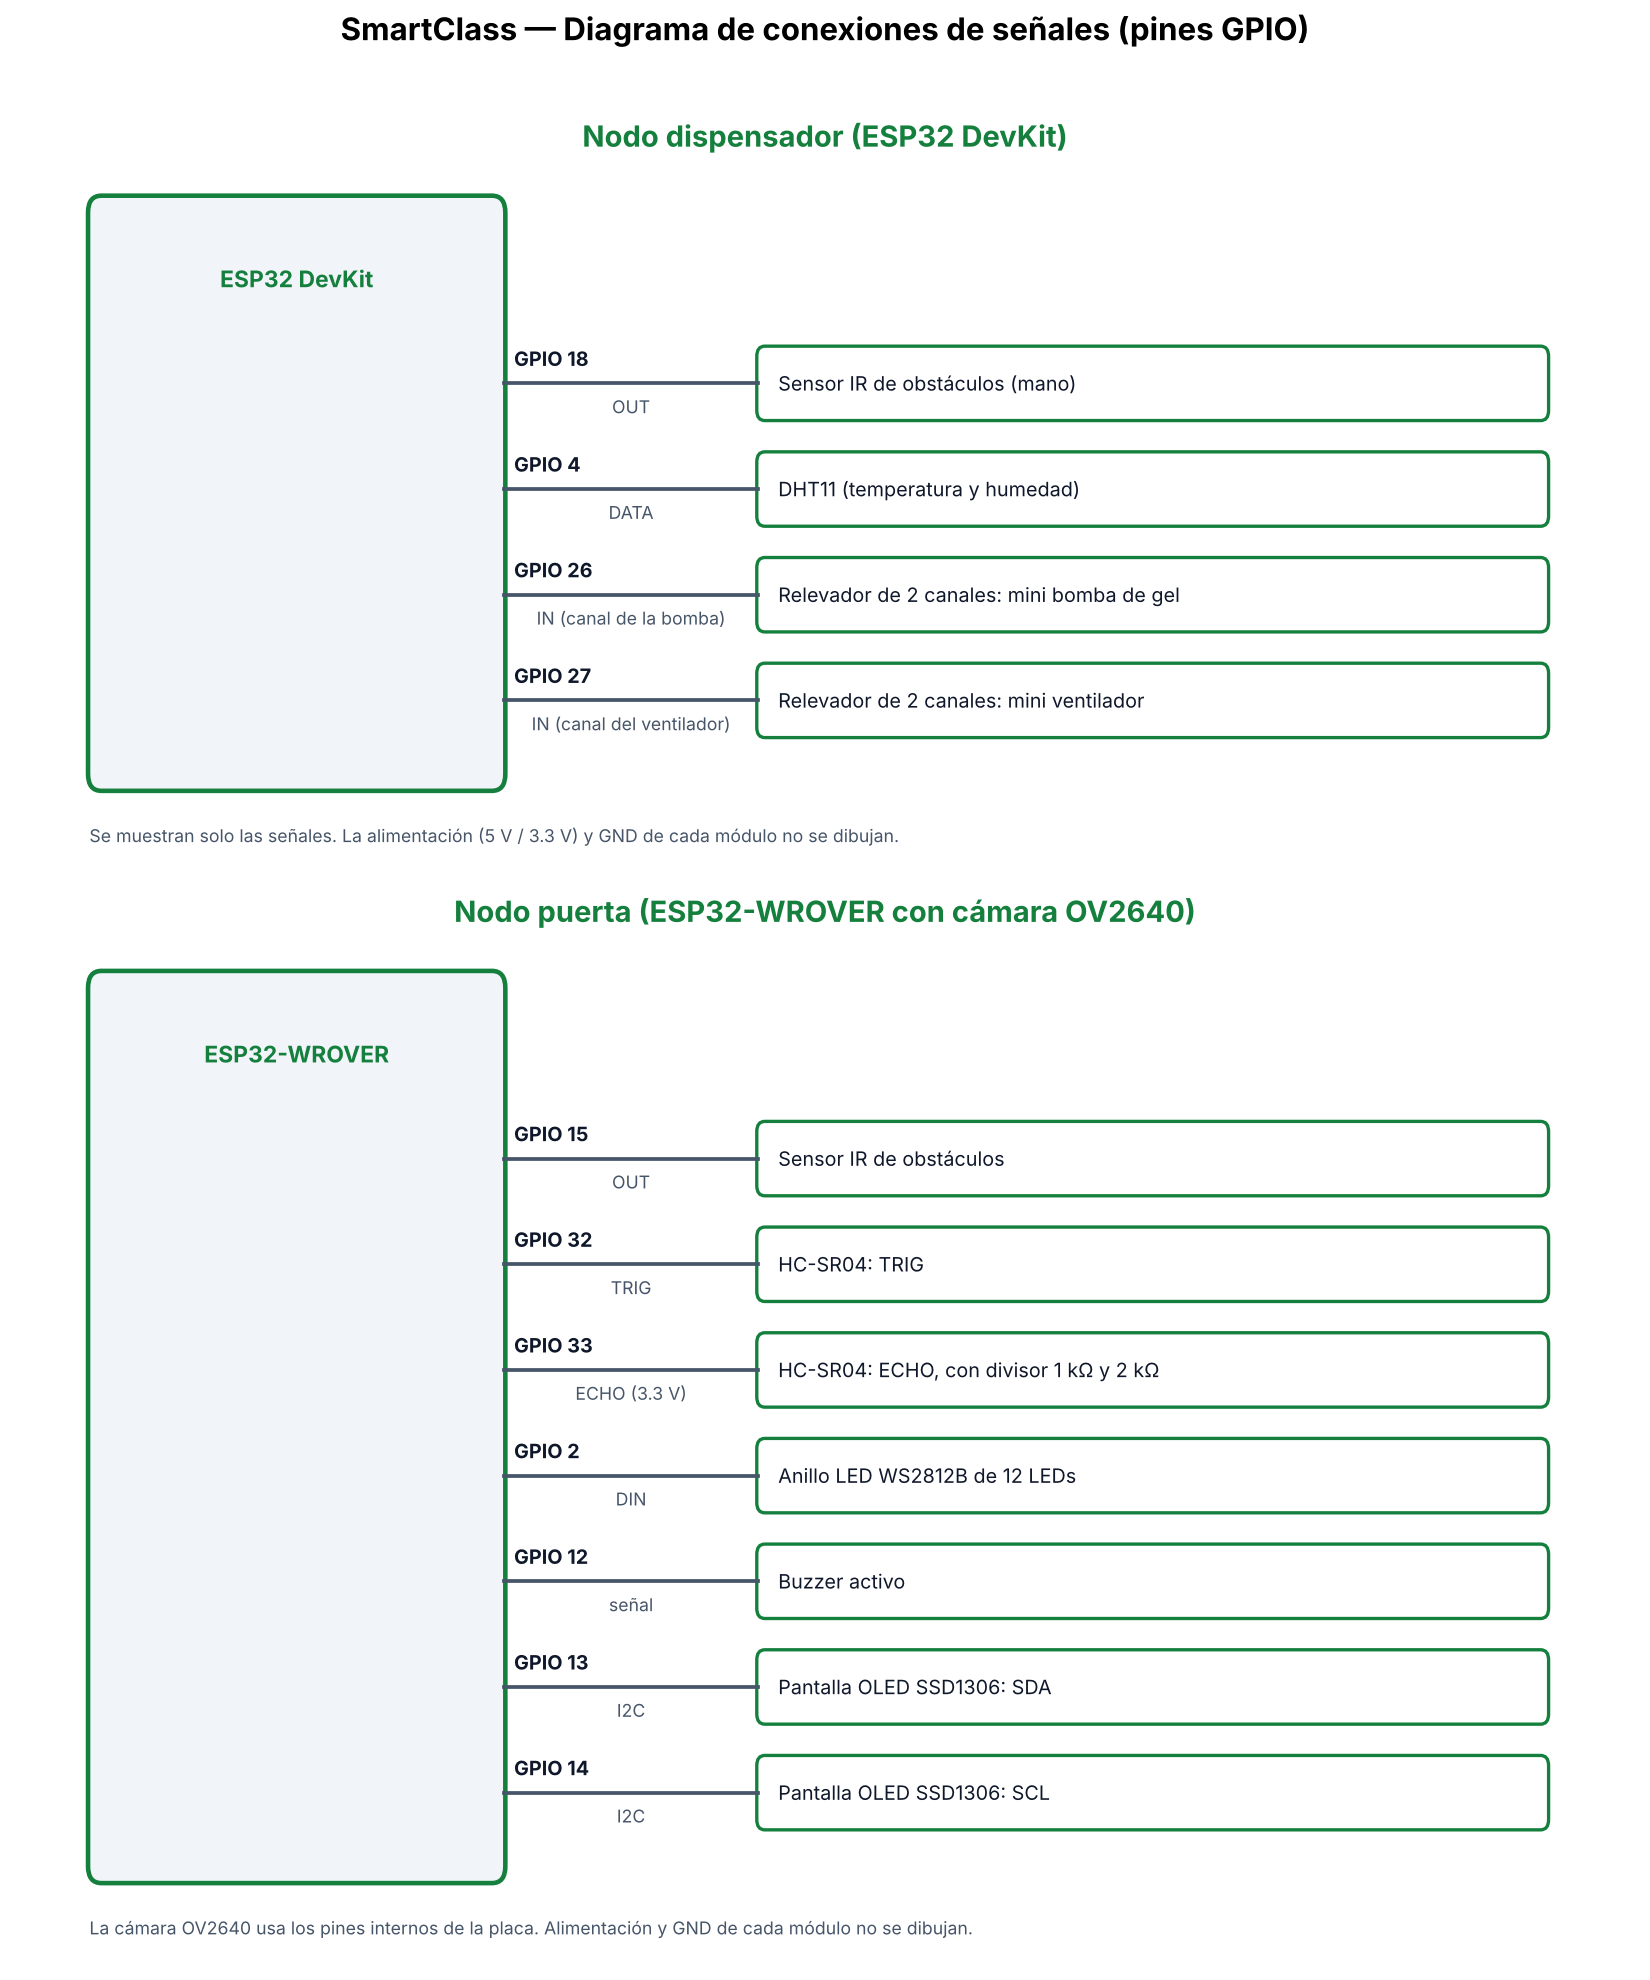 SmartClass — Diagrama de conexiones de señales (pines GPIO)
Nodo dispensador (ESP32 DevKit)
ESP32 DevKit
GPIO 18
OUT
Sensor IR de obstáculos (mano)
GPIO 4
DATA
DHT11 (temperatura y humedad)
GPIO 26
IN (canal de la bomba)
Relevador de 2 canales: mini bomba de gel
GPIO 27
IN (canal del ventilador)
Relevador de 2 canales: mini ventilador
Se muestran solo las señales. La alimentación (5 V / 3.3 V) y GND de cada módulo no se dibujan.
Nodo puerta (ESP32-WROVER con cámara OV2640)
ESP32-WROVER
GPIO 15
OUT
Sensor IR de obstáculos
GPIO 32
TRIG
HC-SR04: TRIG
GPIO 33
ECHO (3.3 V)
HC-SR04: ECHO, con divisor 1 kΩ y 2 kΩ
GPIO 2
DIN
Anillo LED WS2812B de 12 LEDs
GPIO 12
señal
Buzzer activo
GPIO 13
I2C
Pantalla OLED SSD1306: SDA
GPIO 14
I2C
Pantalla OLED SSD1306: SCL
La cámara OV2640 usa los pines internos de la placa. Alimentación y GND de cada módulo no se dibujan.